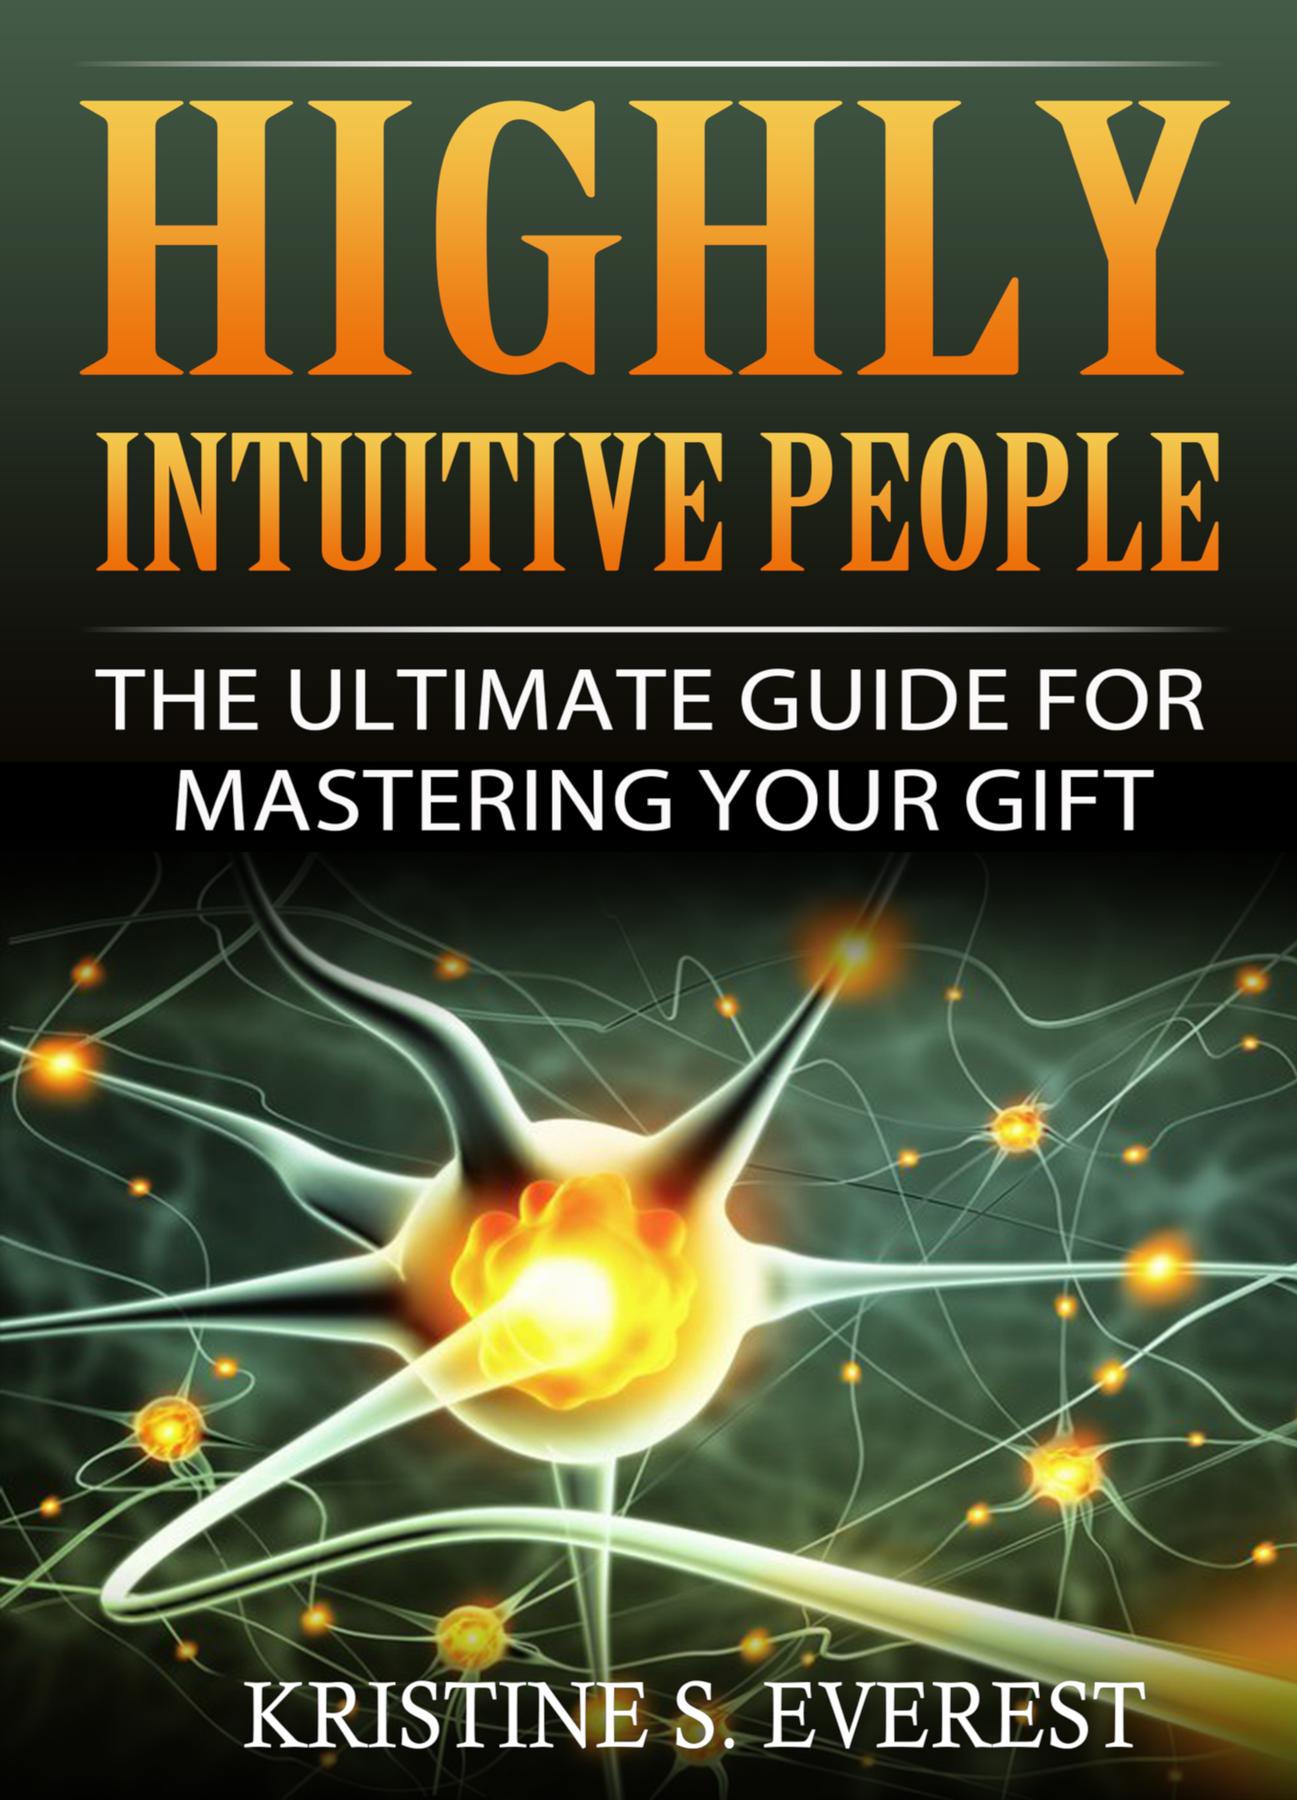 HIGHLY
INTUITIVE PEOPLE
THE ULTIMATE GUIDE FOR
MASTERING YOUR GIFT
KRISTINE S. EVEREST